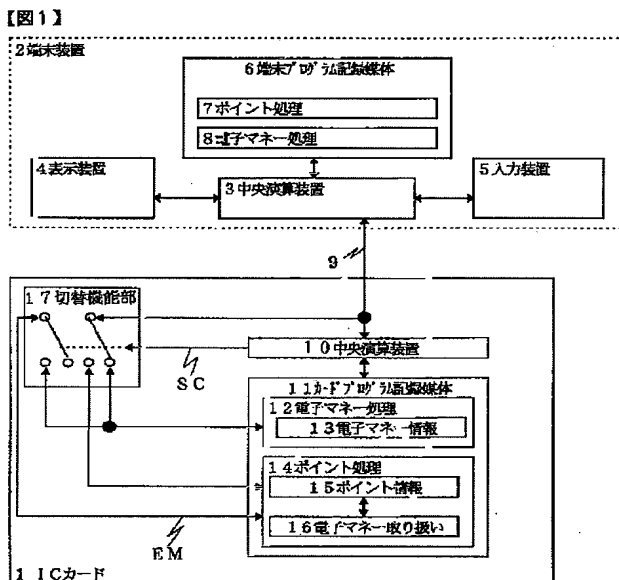 【図1】
2端末装置
6端末プログラム記録媒体
7ポイント処理
8電子マネー処理
4表示装置
3中央演算装置
5入力装置
9
17切替機能部
10中央演算装置
SC
11カードプログラム記録媒体
12電子マネー処理
13電子マネー情報
14ポイント処理
15ポイント情報
16電子マネー取り扱い
EM
1 ICカード